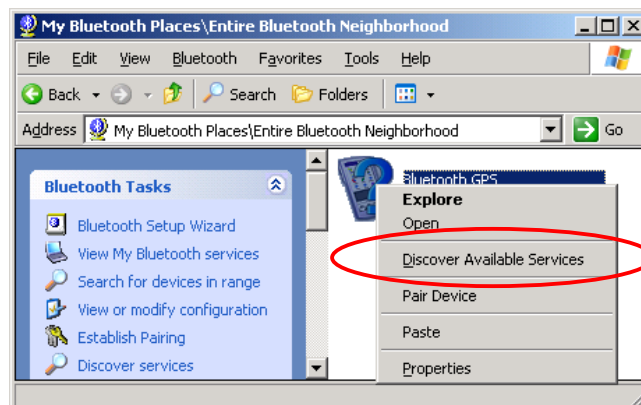 My Bluetooth Places\Entire Bluetooth Neighborhood
File Edit View Bluetooth Favorites Tools Help
Back Search Folders
Address My Bluetooth Places\Entire Bluetooth Neighborhood Go
Bluetooth Tasks
Bluetooth Setup Wizard
View My Bluetooth services
Search for devices in range
View or modify configuration
Establish Pairing
Discover services
Bluetooth GPS
Explore
Open
Discover Available Services
Pair Device
Paste
Properties